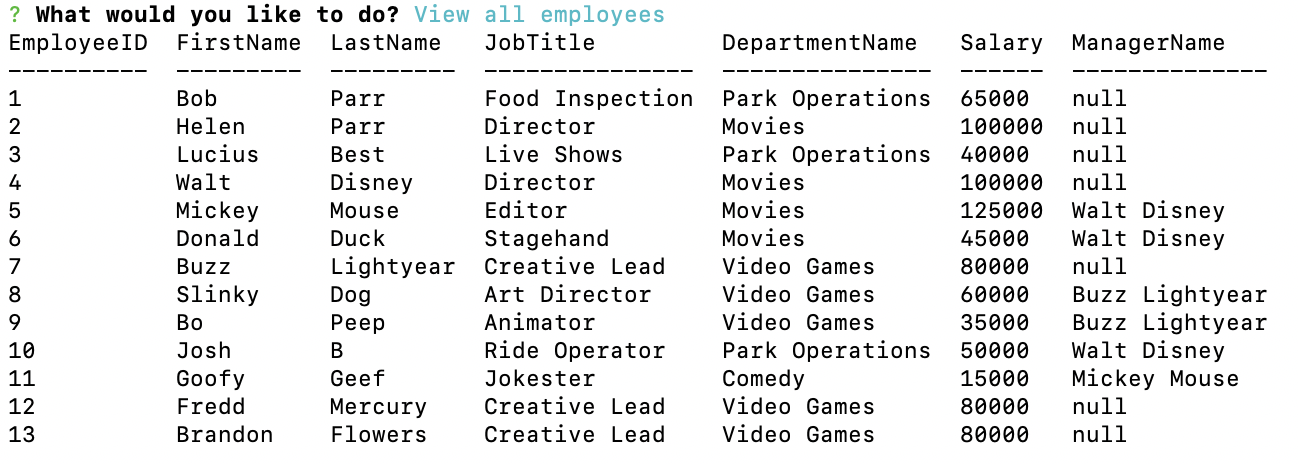 ? What would you like to do? View all employees
EmployeeID  FirstName  LastName   JobTitle         DepartmentName   Salary  ManagerName
----------  ---------  ---------  ---------------  ---------------  ------  --------------
1           Bob        Parr       Food Inspection  Park Operations  65000   null
2           Helen      Parr       Director         Movies           100000  null
3           Lucius     Best       Live Shows       Park Operations  40000   null
4           Walt       Disney     Director         Movies           100000  null
5           Mickey     Mouse      Editor           Movies           125000  Walt Disney
6           Donald     Duck       Stagehand        Movies           45000   Walt Disney
7           Buzz       Lightyear  Creative Lead    Video Games      80000   null
8           Slinky     Dog        Art Director     Video Games      60000   Buzz Lightyear
9           Bo         Peep       Animator         Video Games      35000   Buzz Lightyear
10          Josh       B          Ride Operator    Park Operations  50000   Walt Disney
11          Goofy      Geef       Jokester         Comedy           15000   Mickey Mouse
12          Fredd      Mercury    Creative Lead    Video Games      80000   null
13          Brandon    Flowers    Creative Lead    Video Games      80000   null